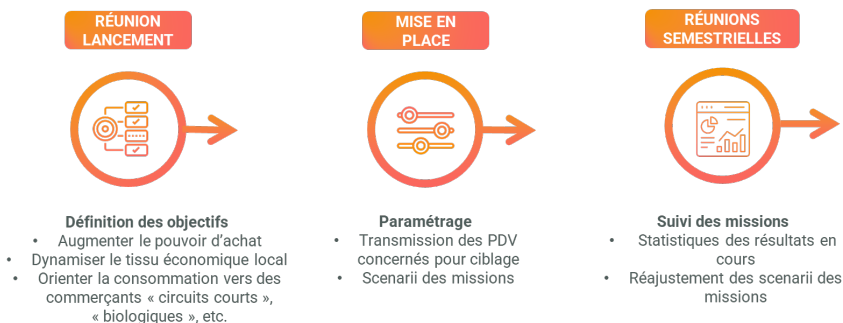 RÉUNION
LANCEMENT
Définition des objectifs
• Augmenter le pouvoir d’achat
• Dynamiser le tissu économique local
• Orienter la consommation vers des
commerçants « circuits courts »,
« biologiques », etc.
MISE EN
PLACE
Paramétrage
• Transmission des PDV
concernés pour ciblage
• Scenarii des missions
RÉUNIONS
SEMESTRIELLES
Suivi des missions
• Statistiques des résultats en
cours
• Réajustement des scenarii des
missions